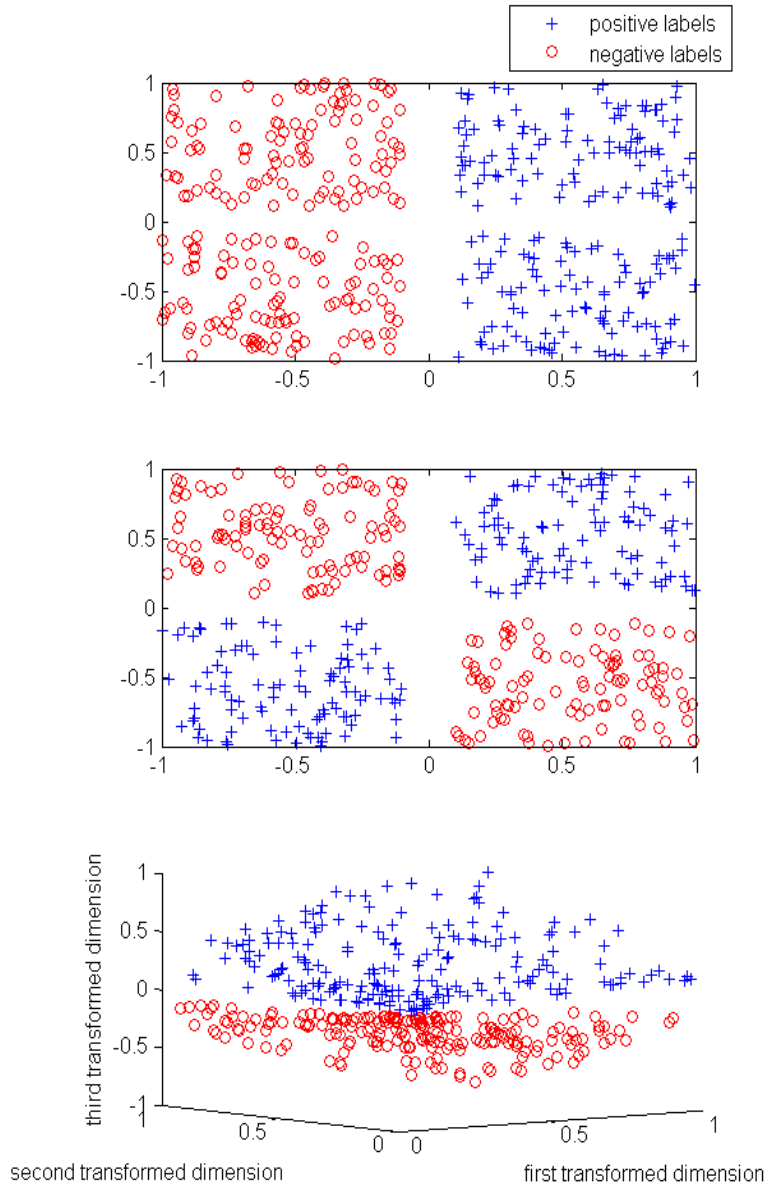 + positive labels
o negative labels
1
0.5
0
-0.5
-1
-1 -0.5 0 0.5 1
1
0.5
0
-0.5
-1
-1 -0.5 0 0.5 1
third transformed dimension
1
0.5
0
-0.5
-1
1 0.5 0 0 0.5 1
second transformed dimension
first transformed dimension